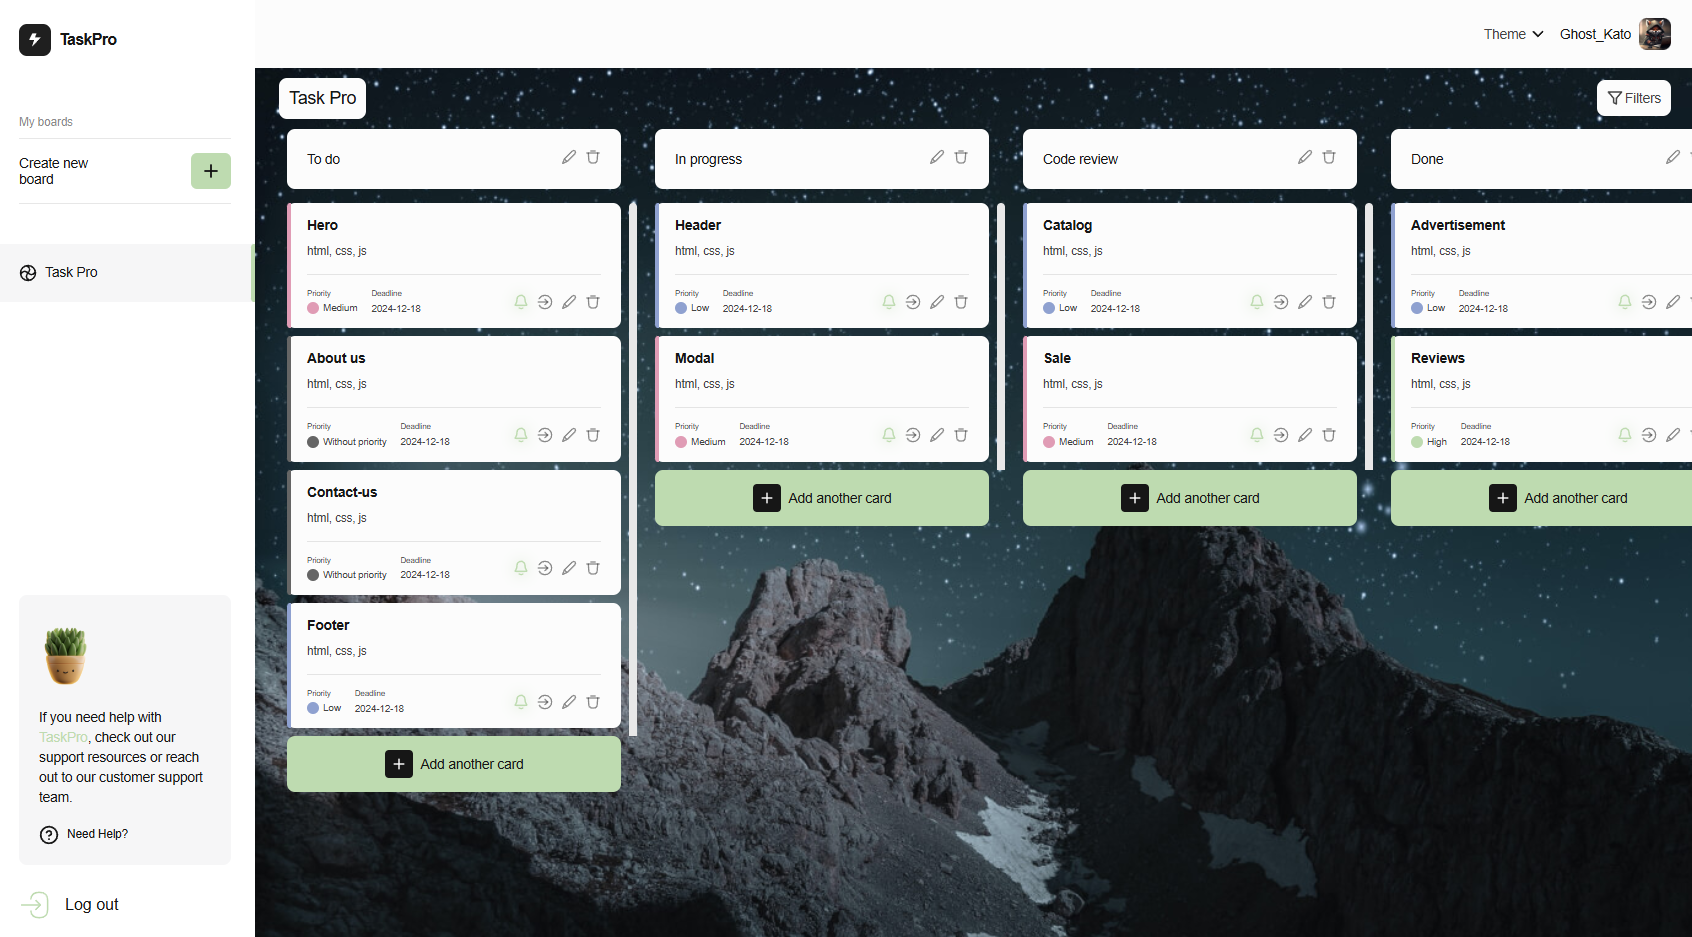 TaskPro
Theme
Ghost_Kato
My boards
Create new
board
Task Pro
If you need help with
TaskPro, check out our
support resources or reach
out to our customer support
team.
Need Help?
Log out
Task Pro
Filters
To do
Hero
html, css, js
Priority Deadline
Medium 2024-12-18
About us
html, css, js
Priority Deadline
Without priority 2024-12-18
Contact-us
html, css, js
Priority Deadline
Without priority 2024-12-18
Footer
html, css, js
Priority Deadline
Low 2024-12-18
Add another card
In progress
Header
html, css, js
Priority Deadline
Low 2024-12-18
Modal
html, css, js
Priority Deadline
Medium 2024-12-18
Add another card
Code review
Catalog
html, css, js
Priority Deadline
Low 2024-12-18
Sale
html, css, js
Priority Deadline
Medium 2024-12-18
Add another card
Done
Advertisement
html, css, js
Priority Deadline
Low 2024-12-18
Reviews
html, css, js
Priority Deadline
High 2024-12-18
Add another card